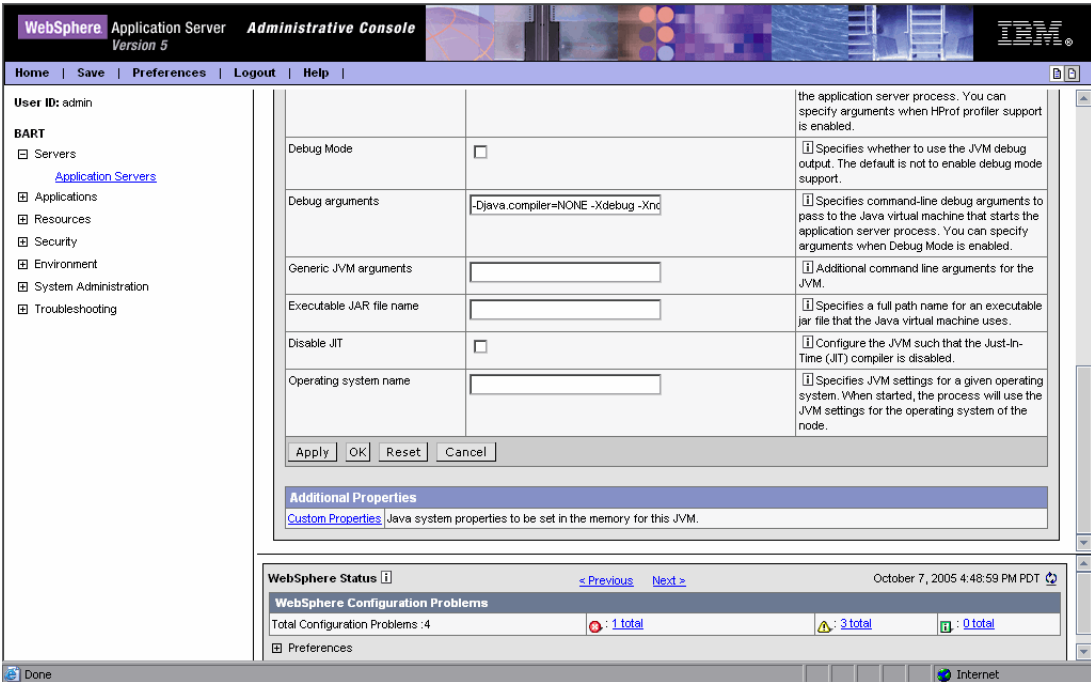 WebSphere Application Server Administrative Console
Version 5
IBM®
Home | Save | Preferences | Logout | Help |
User ID: admin
BART
Servers
Application Servers
Applications
Resources
Security
Environment
System Administration
Troubleshooting
the application server process. You can
specify arguments when HProf profiler support
is enabled.
Debug Mode
Specifies whether to use the JVM debug
output. The default is not to enable debug mode
support.
Debug arguments
-Djava.compiler=NONE -Xdebug -Xnc
Specifies command-line debug arguments to
pass to the Java virtual machine that starts the
application server process. You can specify
arguments when Debug Mode is enabled.
Generic JVM arguments
Additional command line arguments for the
JVM.
Executable JAR file name
Specifies a full path name for an executable
jar file that the Java virtual machine uses.
Disable JIT
Configure the JVM such that the Just-In-
Time (JIT) compiler is disabled.
Operating system name
Specifies JVM settings for a given operating
system. When started, the process will use the
JVM settings for the operating system of the
node.
Apply OK Reset Cancel
Additional Properties
Custom Properties Java system properties to be set in the memory for this JVM.
WebSphere Status < Previous Next > October 7, 2005 4:48:59 PM PDT
WebSphere Configuration Problems
Total Configuration Problems :4 : 1 total : 3 total : 0 total
Preferences
Done Internet